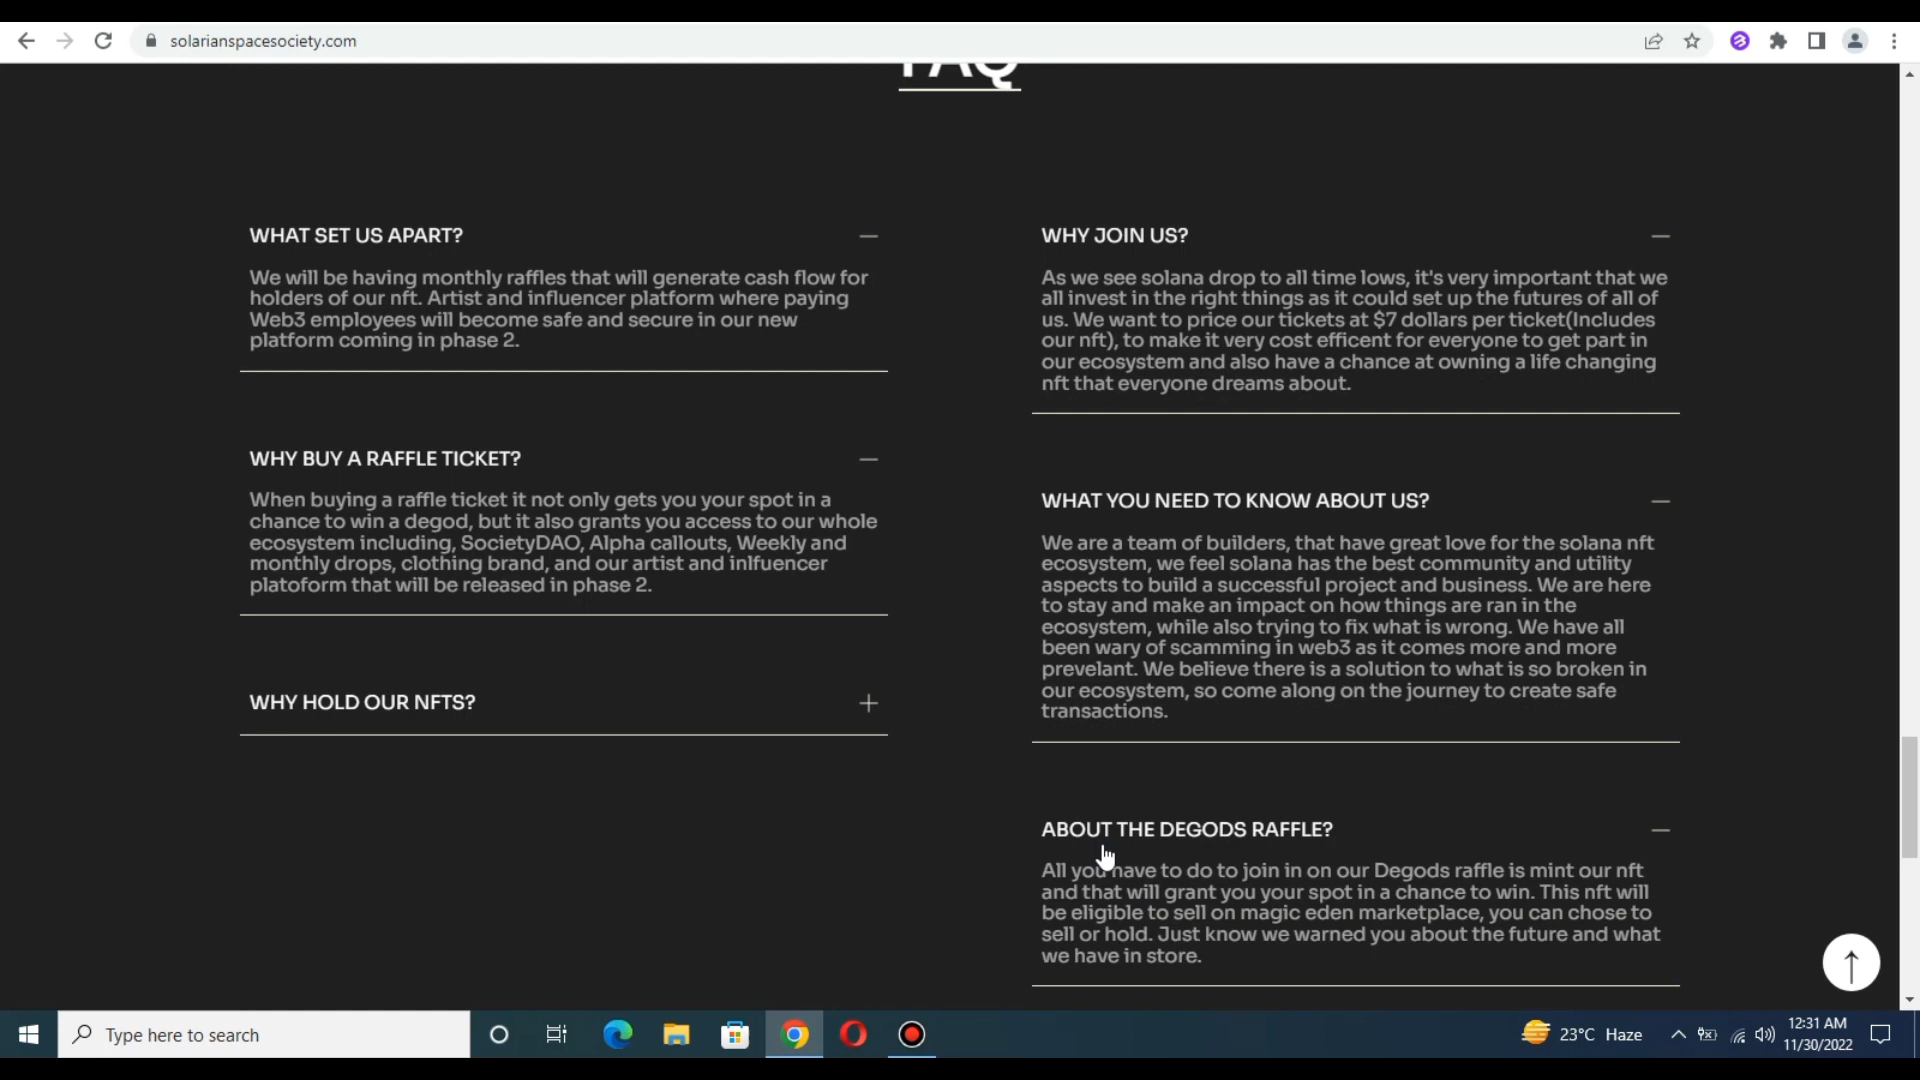 solarianspacesociety.com
FAQ
WHAT SET US APART?
We will be having monthly raffles that will generate cash flow for
holders of our nft. Artist and influencer platform where paying
Web3 employees will become safe and secure in our new
platform coming in phase 2.
WHY BUY A RAFFLE TICKET?
When buying a raffle ticket it not only gets you your spot in a
chance to win a degod, but it also grants you access to our whole
ecosystem including, SocietyDAO, Alpha callouts, Weekly and
monthly drops, clothing brand, and our artist and inlfuencer
platoform that will be released in phase 2.
WHY HOLD OUR NFTS?
WHY JOIN US?
As we see solana drop to all time lows, it's very important that we
all invest in the right things as it could set up the futures of all of
us. We want to price our tickets at $7 dollars per ticket(Includes
our nft), to make it very cost efficent for everyone to get part in
our ecosystem and also have a chance at owning a life changing
nft that everyone dreams about.
WHAT YOU NEED TO KNOW ABOUT US?
We are a team of builders, that have great love for the solana nft
ecosystem, we feel solana has the best community and utility
aspects to build a successful project and business. We are here
to stay and make an impact on how things are ran in the
ecosystem, while also trying to fix what is wrong. We have all
been wary of scamming in web3 as it comes more and more
prevelant. We believe there is a solution to what is so broken in
our ecosystem, so come along on the journey to create safe
transactions.
ABOUT THE DEGODS RAFFLE?
All you have to do to join in on our Degods raffle is mint our nft
and that will grant you your spot in a chance to win. This nft will
be eligible to sell on magic eden marketplace, you can chose to
sell or hold. Just know we warned you about the future and what
we have in store.
Type here to search
23°C Haze
12:31 AM
11/30/2022